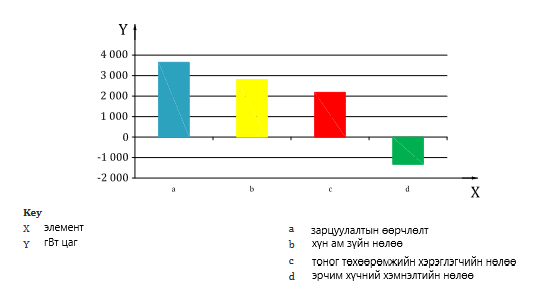 Y
4 000
3 000
2 000
1 000
0
-1 000
-2 000
a b c d
X
Key
X элемент
Y гВт цаг
a зарцуулалтын өөрчлөлт
b хүн ам зүйн нөлөө
c тоног төхөөрөмжийн хэрэглэгчийн нөлөө
d эрчим хүчний хэмнэлтийн нөлөө